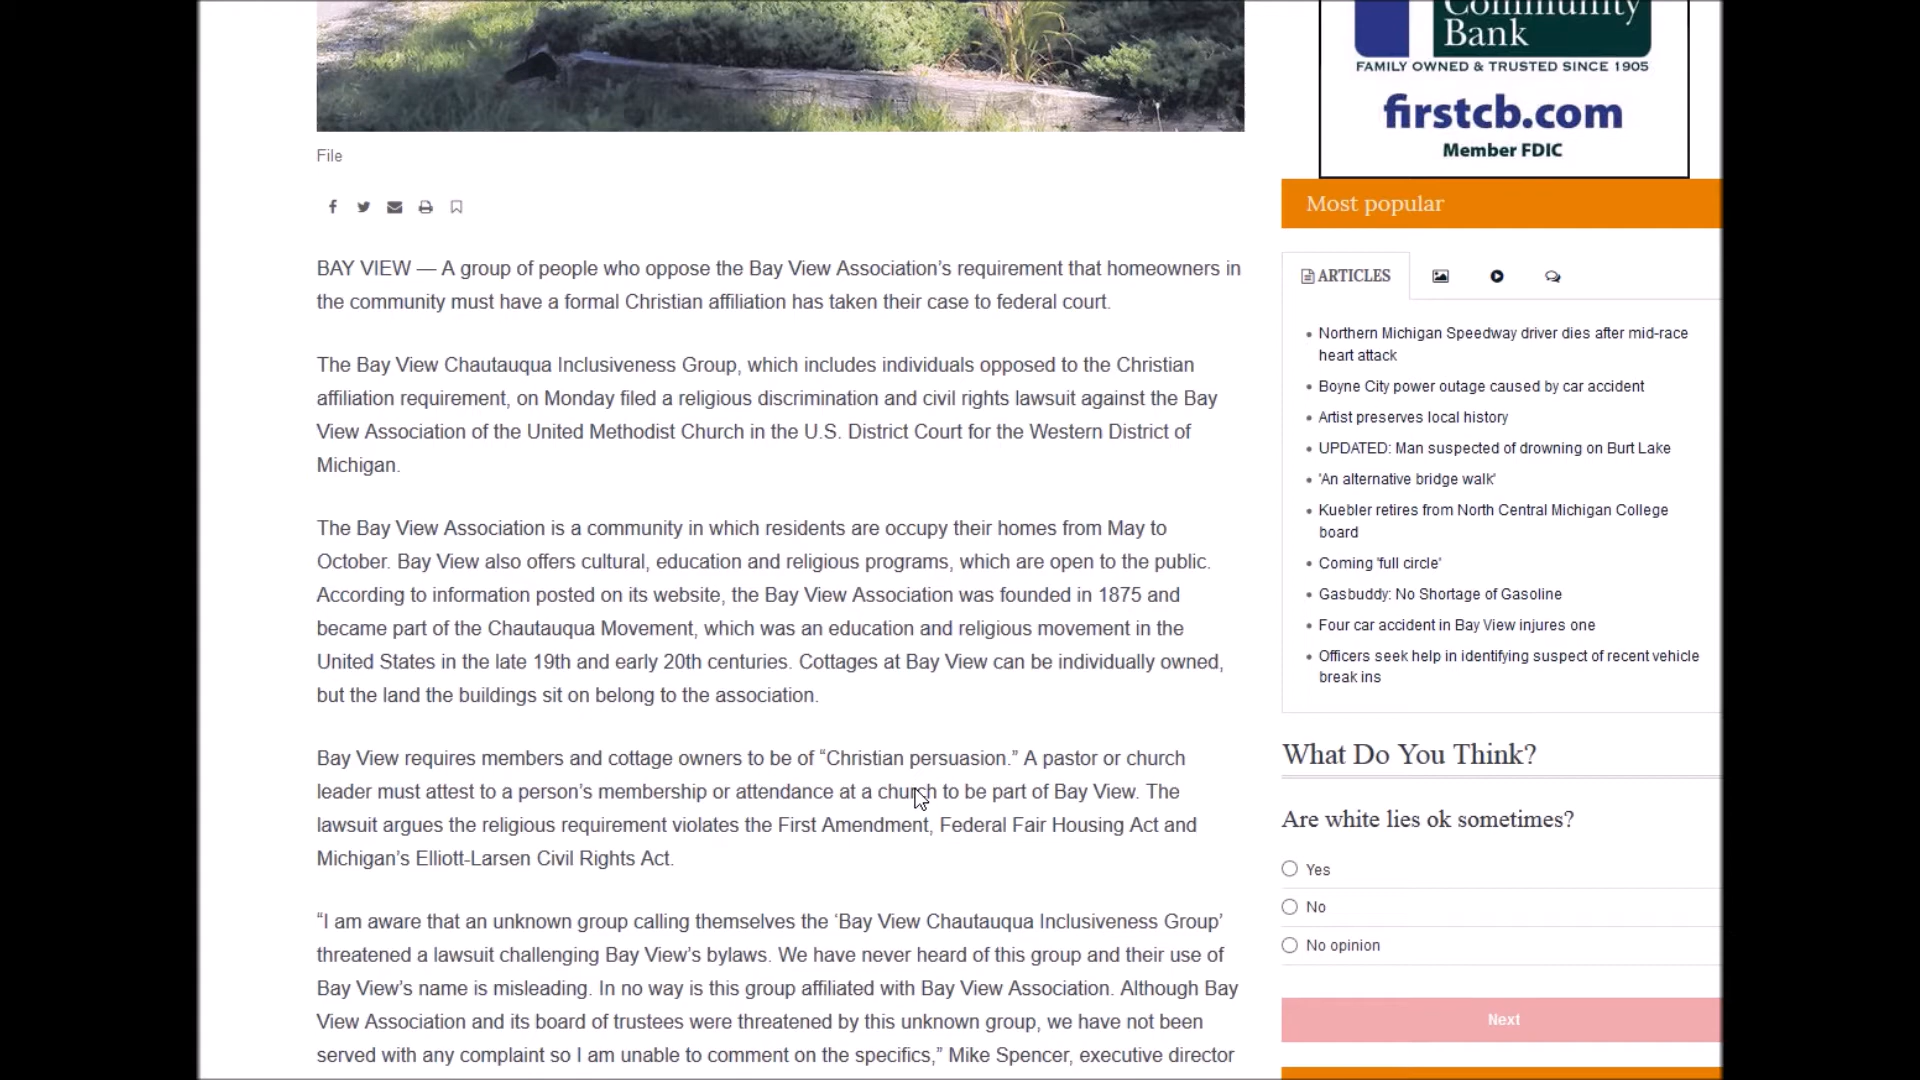 Community
Bank
FAMILY OWNED & TRUSTED SINCE 1905
firstcb.com
Member FDIC
File
BAY VIEW — A group of people who oppose the Bay View Association’s requirement that homeowners in
the community must have a formal Christian affiliation has taken their case to federal court.
The Bay View Chautauqua Inclusiveness Group, which includes individuals opposed to the Christian
affiliation requirement, on Monday filed a religious discrimination and civil rights lawsuit against the Bay
View Association of the United Methodist Church in the U.S. District Court for the Western District of
Michigan.
The Bay View Association is a community in which residents are occupy their homes from May to
October. Bay View also offers cultural, education and religious programs, which are open to the public.
According to information posted on its website, the Bay View Association was founded in 1875 and
became part of the Chautauqua Movement, which was an education and religious movement in the
United States in the late 19th and early 20th centuries. Cottages at Bay View can be individually owned,
but the land the buildings sit on belong to the association.
Bay View requires members and cottage owners to be of “Christian persuasion.” A pastor or church
leader must attest to a person’s membership or attendance at a church to be part of Bay View. The
lawsuit argues the religious requirement violates the First Amendment, Federal Fair Housing Act and
Michigan’s Elliott-Larsen Civil Rights Act.
“I am aware that an unknown group calling themselves the ‘Bay View Chautauqua Inclusiveness Group’
threatened a lawsuit challenging Bay View’s bylaws. We have never heard of this group and their use of
Bay View’s name is misleading. In no way is this group affiliated with Bay View Association. Although Bay
View Association and its board of trustees were threatened by this unknown group, we have not been
served with any complaint so I am unable to comment on the specifics,” Mike Spencer, executive director
Most popular
ARTICLES
Northern Michigan Speedway driver dies after mid-race
heart attack
Boyne City power outage caused by car accident
Artist preserves local history
UPDATED: Man suspected of drowning on Burt Lake
'An alternative bridge walk'
Kuebler retires from North Central Michigan College
board
Coming 'full circle'
Gasbuddy: No Shortage of Gasoline
Four car accident in Bay View injures one
Officers seek help in identifying suspect of recent vehicle
break ins
What Do You Think?
Are white lies ok sometimes?
Yes
No
No opinion
Next